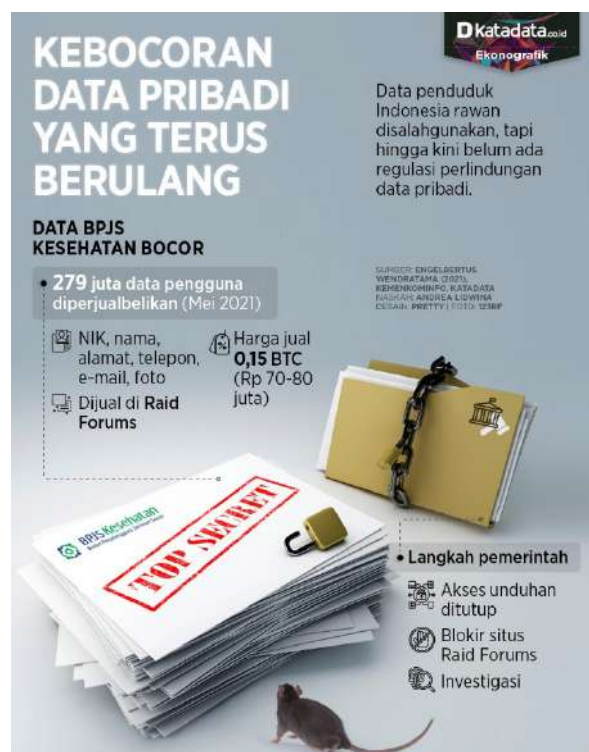 Dkatadata.co.id
Ekonografik
KEBOCORAN
DATA PRIBADI
YANG TERUS
BERULANG
Data penduduk
Indonesia rawan
disalahgunakan, tapi
hingga kini belum ada
regulasi perlindungan
data pribadi.
DATA BPJS
KESEHATAN BOCOR
279 juta data pengguna
diperjualbelikan (Mei 2021)
SUMBER: ENGELBERTUS
WENDRATAMA (2021),
KEMENKOMINFO, KATADATA
NASKAH: ANDREA LIDWINA
DESAIN: PRETTY | FOTO: 123RF
NIK, nama,
alamat, telepon,
e-mail, foto
Dijual di Raid
Forums
Harga jual
0,15 BTC
(Rp 70-80
juta)
BPJS Kesehatan
Badan Penyelenggara Jaminan Sosial
TOP SECRET
Langkah pemerintah
Akses unduhan
ditutup
Blokir situs
Raid Forums
Investigasi